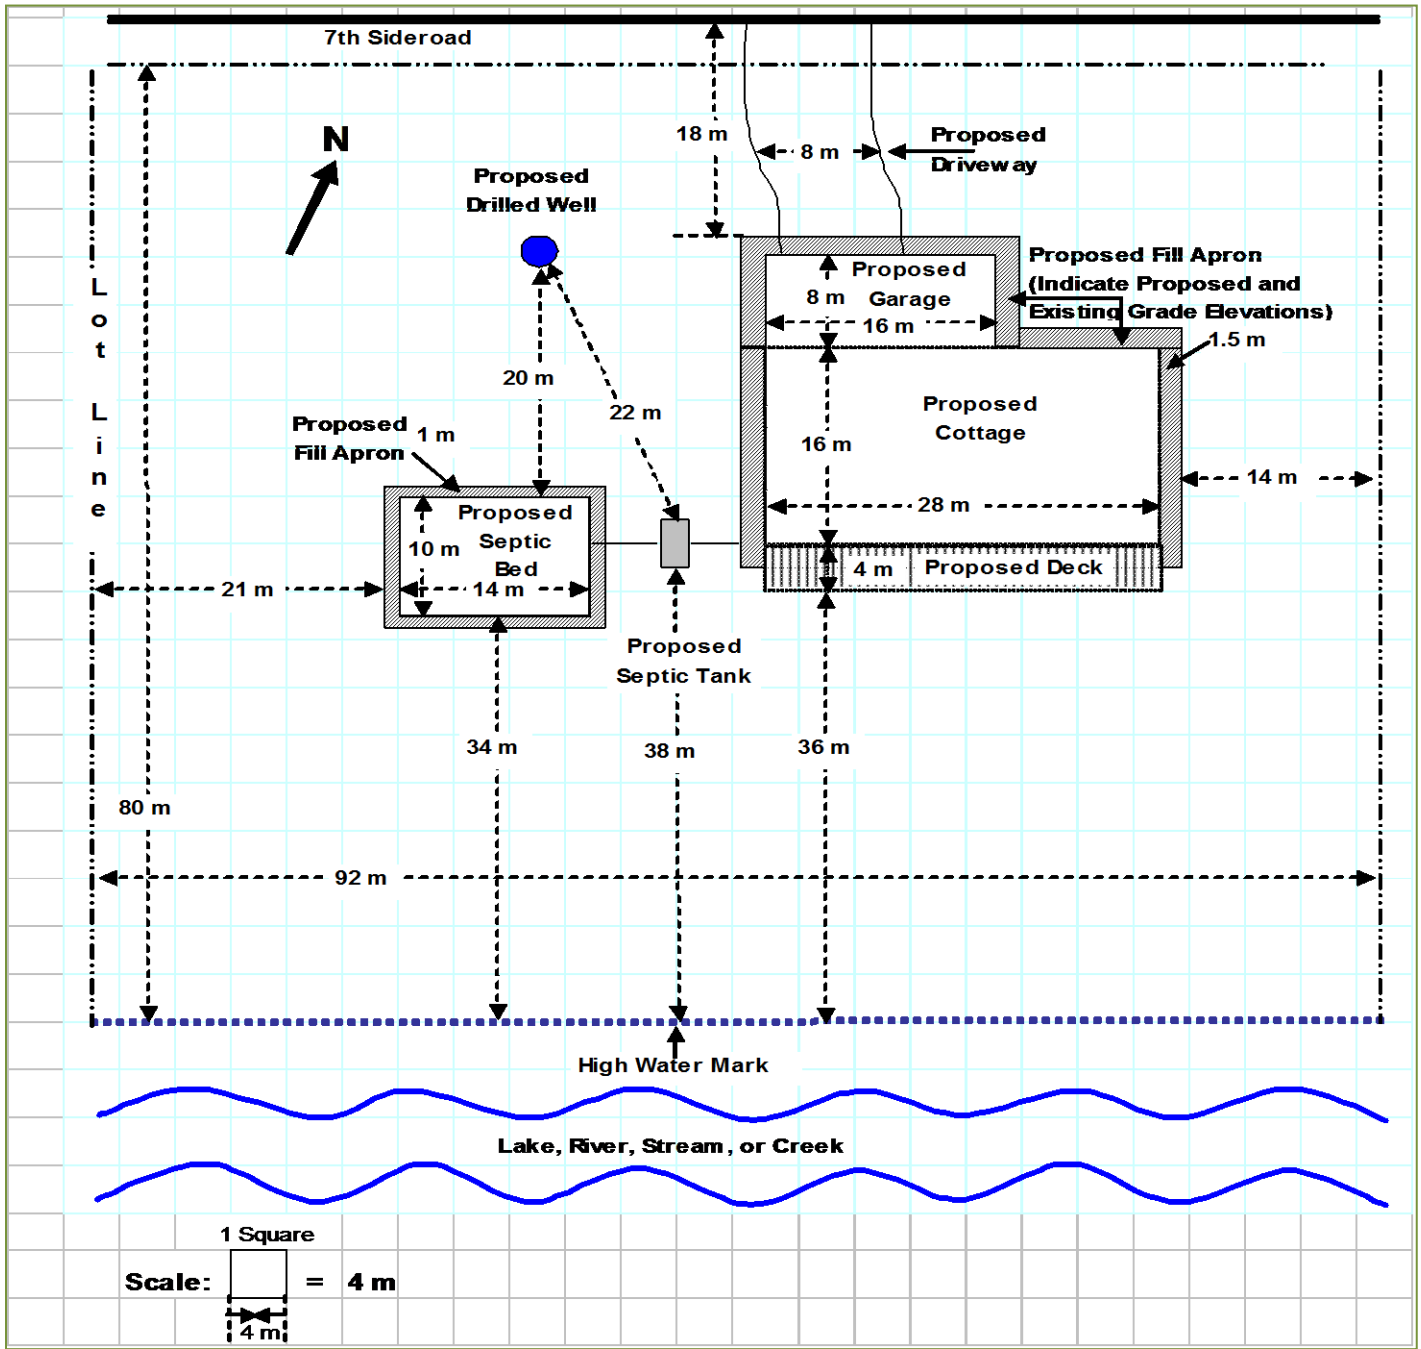 7th Sideroad
N
18 m
8 m
Proposed
Driveway
Proposed
Drilled Well
Proposed Fill Apron
(Indicate Proposed and
Existing Grade Elevations)
1.5 m
Proposed
Garage
8 m
16 m
Lot Line
20 m
22 m
Proposed
Cottage
16 m
28 m
14 m
Proposed
Fill Apron
1 m
Proposed
Septic
Bed
10 m
14 m
21 m
4 m
Proposed Deck
Proposed
Septic Tank
34 m
38 m
36 m
80 m
92 m
High Water Mark
Lake, River, Stream, or Creek
1 Square
Scale: = 4 m
4 m